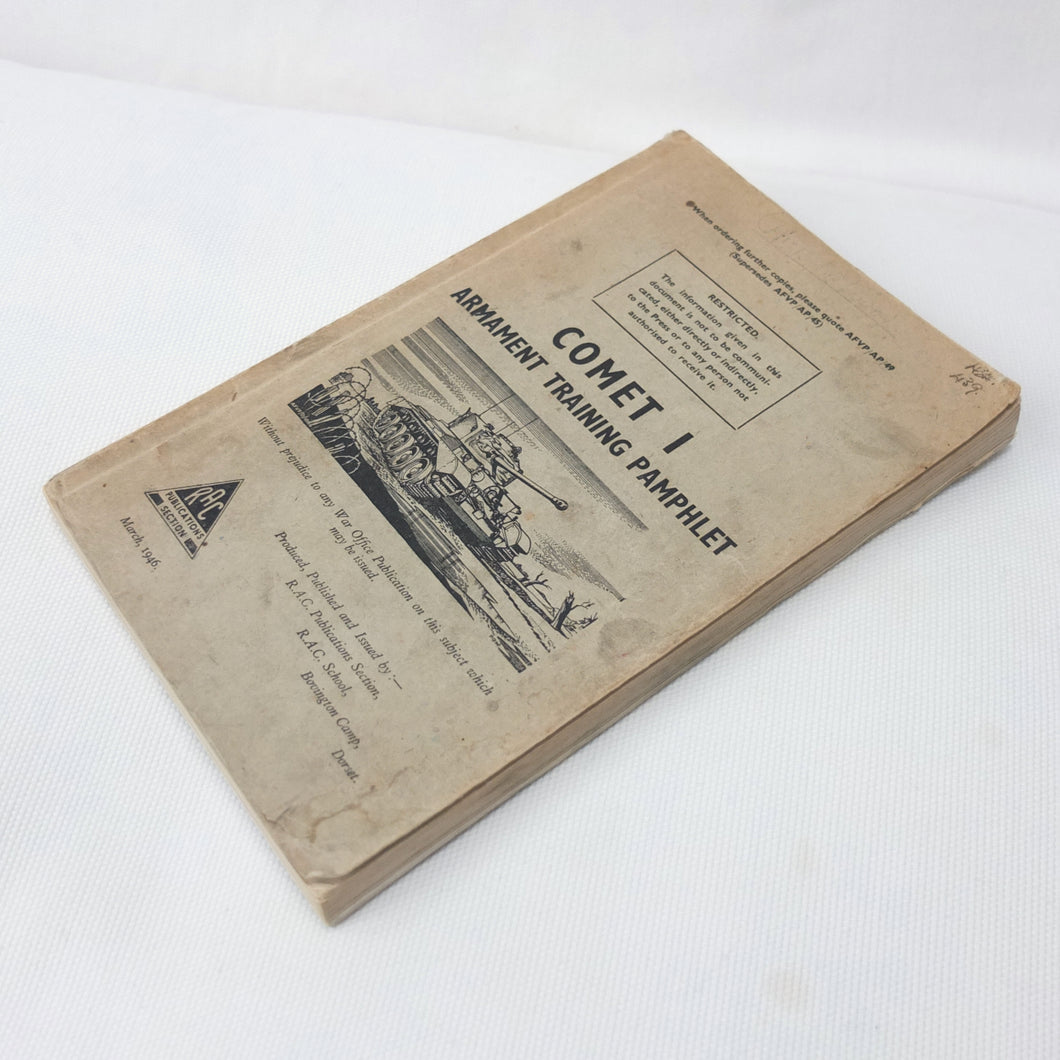 When ordering further copies, please quote AFVP/AP/49
(Supersedes AFVP/AP/45)
RESTRICTED.
The information given in this
document is not to be communi-
cated, either directly or indirectly,
to the Press or to any person not
authorised to receive it.
COMET I
ARMAMENT TRAINING PAMPHLET
Without prejudice to any War Office Publication on this subject which
may be issued.
Produced, Published and Issued by :—
R.A.C. Publications Section,
R.A.C. School,
Bovington Camp,
Dorset.
RAC
PUBLICATIONS
SECTION
March, 1946.
439